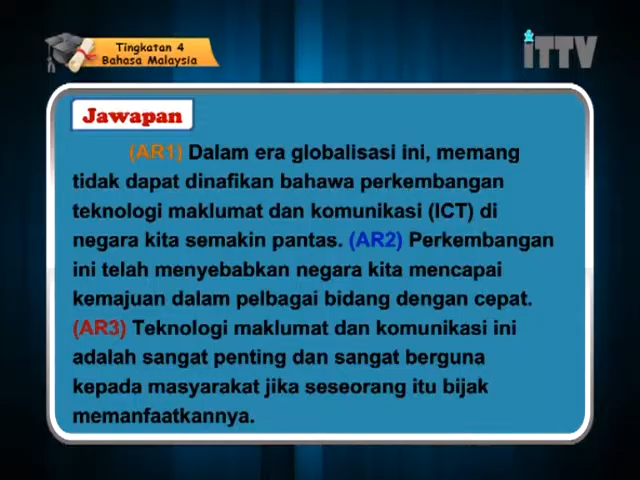 Tingkatan 4
Bahasa Malaysia
iTTV
Jawapan
(AR1) Dalam era globalisasi ini, memang
tidak dapat dinafikan bahawa perkembangan
teknologi maklumat dan komunikasi (ICT) di
negara kita semakin pantas. (AR2) Perkembangan
ini telah menyebabkan negara kita mencapai
kemajuan dalam pelbagai bidang dengan cepat.
(AR3) Teknologi maklumat dan komunikasi ini
adalah sangat penting dan sangat berguna
kepada masyarakat jika seseorang itu bijak
memanfaatkannya.